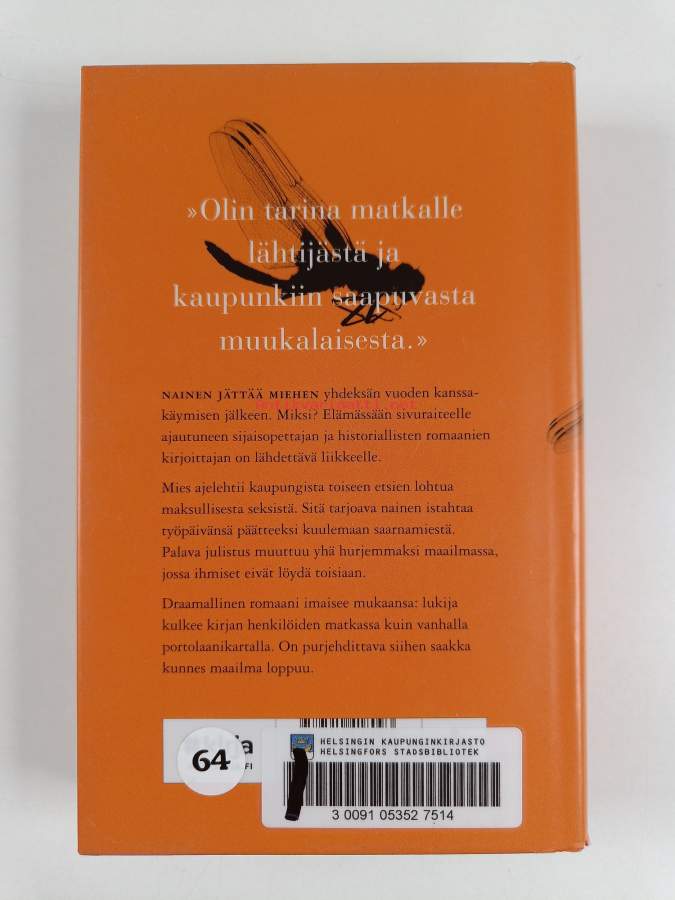 »Olin tarina matkalle
lähtijästä ja
kaupunkiin saapuvasta
muukalaisesta.»
NAINEN JÄTTÄÄ MIEHEN yhdeksän vuoden kanssa-
käymisen jälkeen. Miksi? Elämässään sivuraiteelle
ajautuneen sijaisopettajan ja historiallisten romaanien
kirjoittajan on lähdettävä liikkeelle.
Mies ajelehtii kaupungista toiseen etsien lohtua
maksullisesta seksistä. Sitä tarjoava nainen istahtaa
työpäivänsä päätteeksi kuulemaan saarnamiestä.
Palava julistus muuttuu yhä hurjemmaksi maailmassa,
jossa ihmiset eivät löydä toisiaan.
Draamallinen romaani imaisee mukaansa: lukija
kulkee kirjan henkilöiden matkassa kuin vanhalla
portolaanikartalla. On purjehdittava siihen saakka
kunnes maailma loppuu.
64
FI
HELSINGIN KAUPUNGINKIRJASTO
HELSINGFORS STADSBIBLIOTEK
3 0091 05352 7514